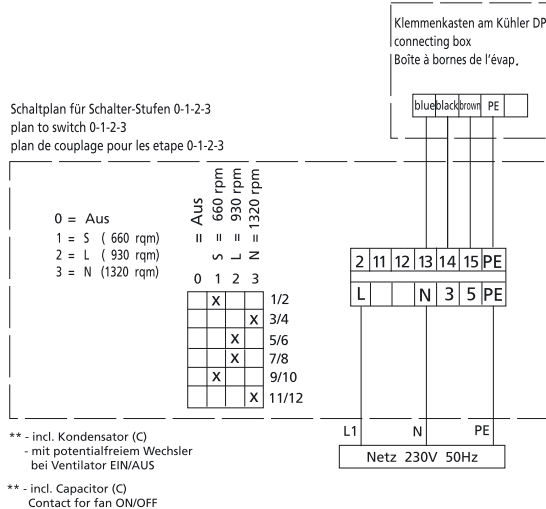 Klemmenkasten am Kühler DP
connecting box
Boîte à bornes de l'évap.
blue black brown PE
Schaltplan für Schalter-Stufen 0-1-2-3
plan to switch 0-1-2-3
plan de couplage pour les etape 0-1-2-3
0 = Aus
1 = S ( 660 rqm)
2 = L ( 930 rqm)
3 = N (1320 rqm)
= Aus
S = 660 rpm
L = 930 rpm
N = 1320 rpm
0 1 2 3
X 1/2
X 3/4
X 5/6
X 7/8
X 9/10
X 11/12
2 11 12 13 14 15 PE
L N 3 5 PE
L1 N PE
Netz 230V 50Hz
** - incl. Kondensator (C)
- mit potentialfreiem Wechsler
bei Ventilator EIN/AUS
** - incl. Capacitor (C)
Contact for fan ON/OFF